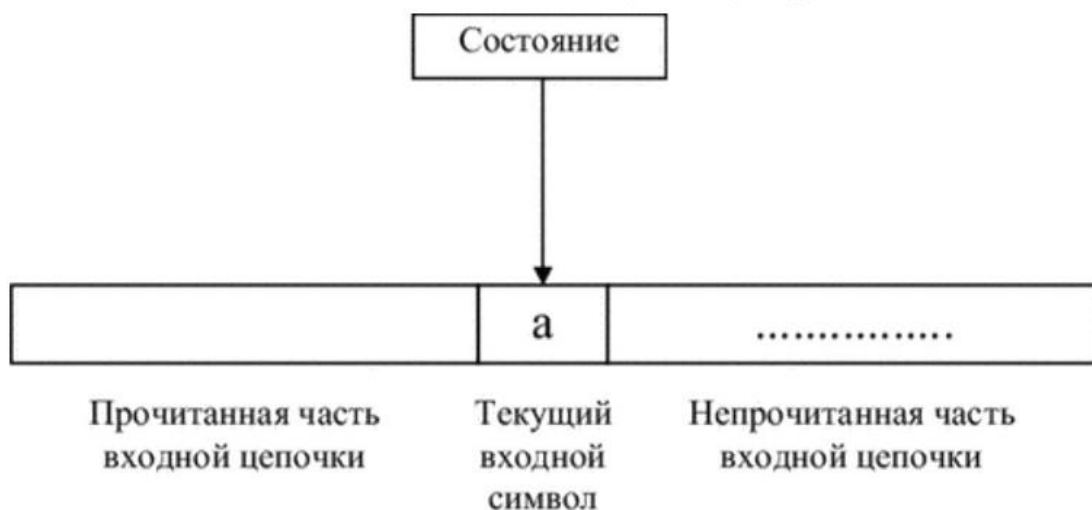 Состояние
а
................
Прочитанная часть
входной цепочки
Текущий
входной
символ
Непрочитанная часть
входной цепочки